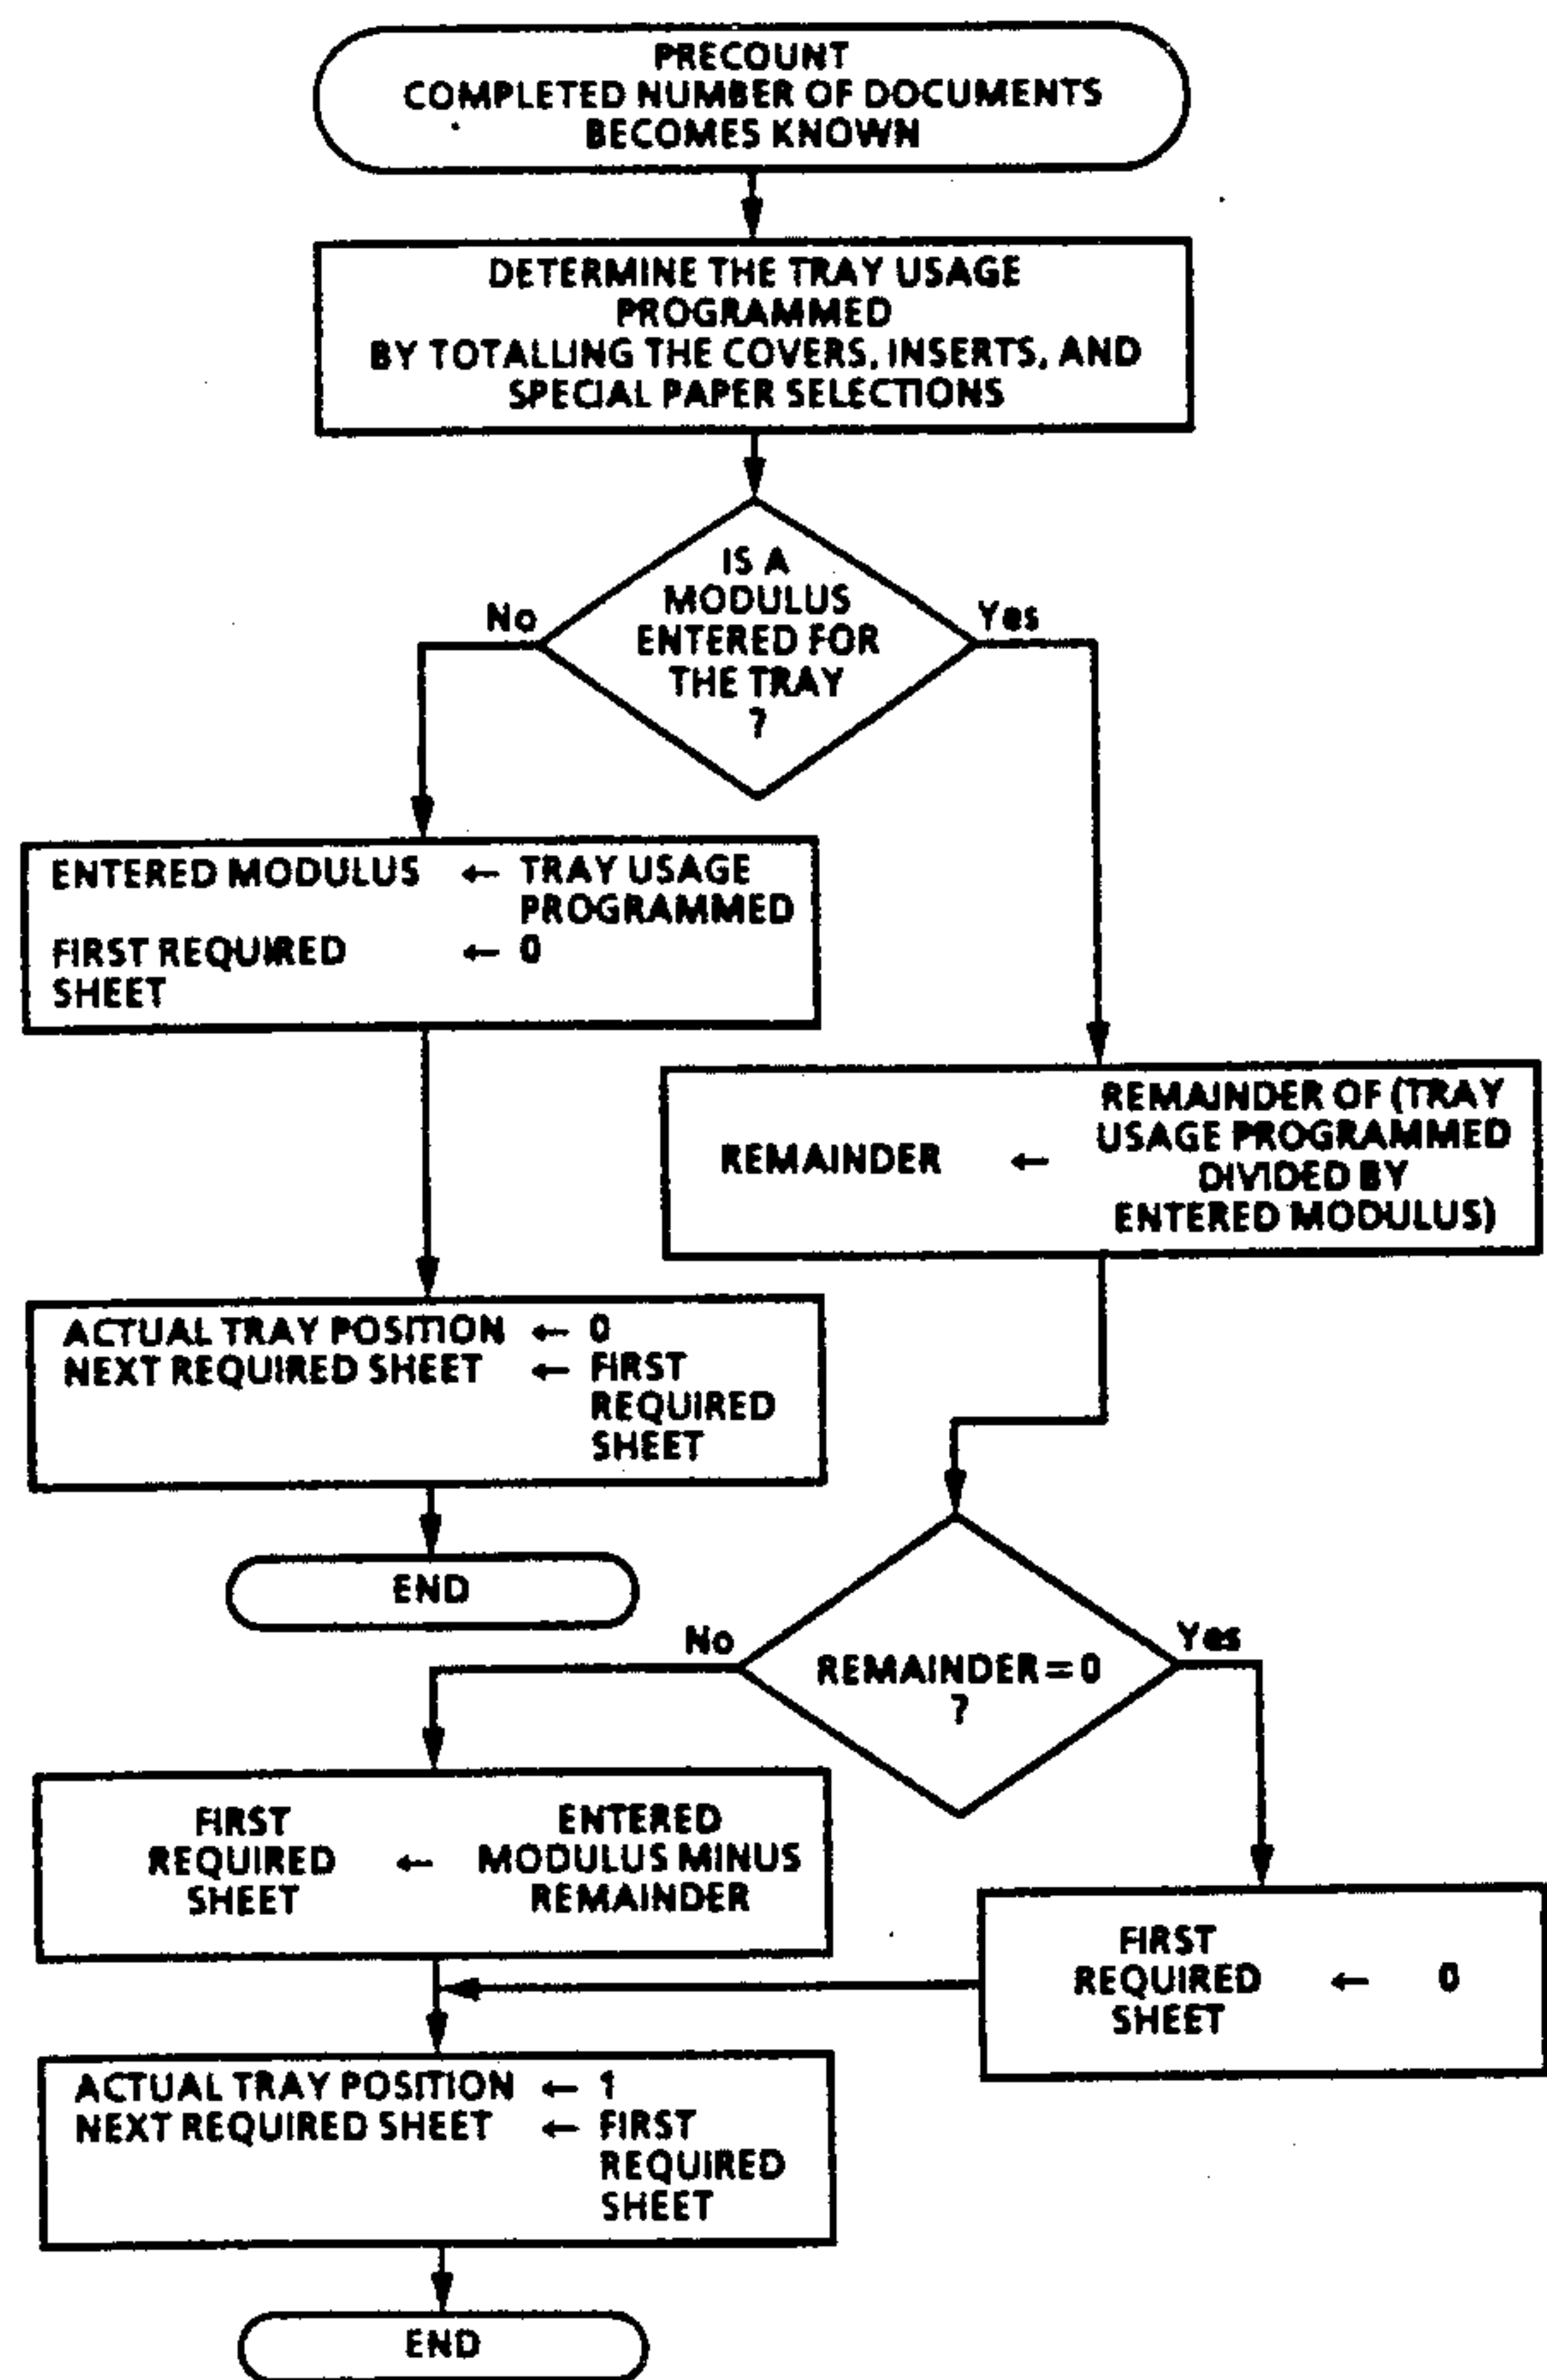 PRECOUNT
COMPLETED NUMBER OF DOCUMENTS
BECOMES KNOWN
DETERMINE THE TRAY USAGE
PROGRAMMED
BY TOTALLING THE COVERS, INSERTS, AND
SPECIAL PAPER SELECTIONS
IS A
MODULUS
ENTERED FOR
THE TRAY
?
No
Yes
ENTERED MODULUS ← TRAY USAGE
PROGRAMMED
FIRST REQUIRED ← 0
SHEET
REMAINDER OF (TRAY
USAGE PROGRAMMED
REMAINDER ←
DIVIDED BY
ENTERED MODULUS)
ACTUAL TRAY POSITION ← 0
NEXT REQUIRED SHEET ← FIRST
REQUIRED
SHEET
END
REMAINDER = 0
?
No
Yes
FIRST
REQUIRED
SHEET
←
ENTERED
MODULUS MINUS
REMAINDER
FIRST
REQUIRED ← 0
SHEET
ACTUAL TRAY POSITION ← 1
NEXT REQUIRED SHEET ← FIRST
REQUIRED
SHEET
END